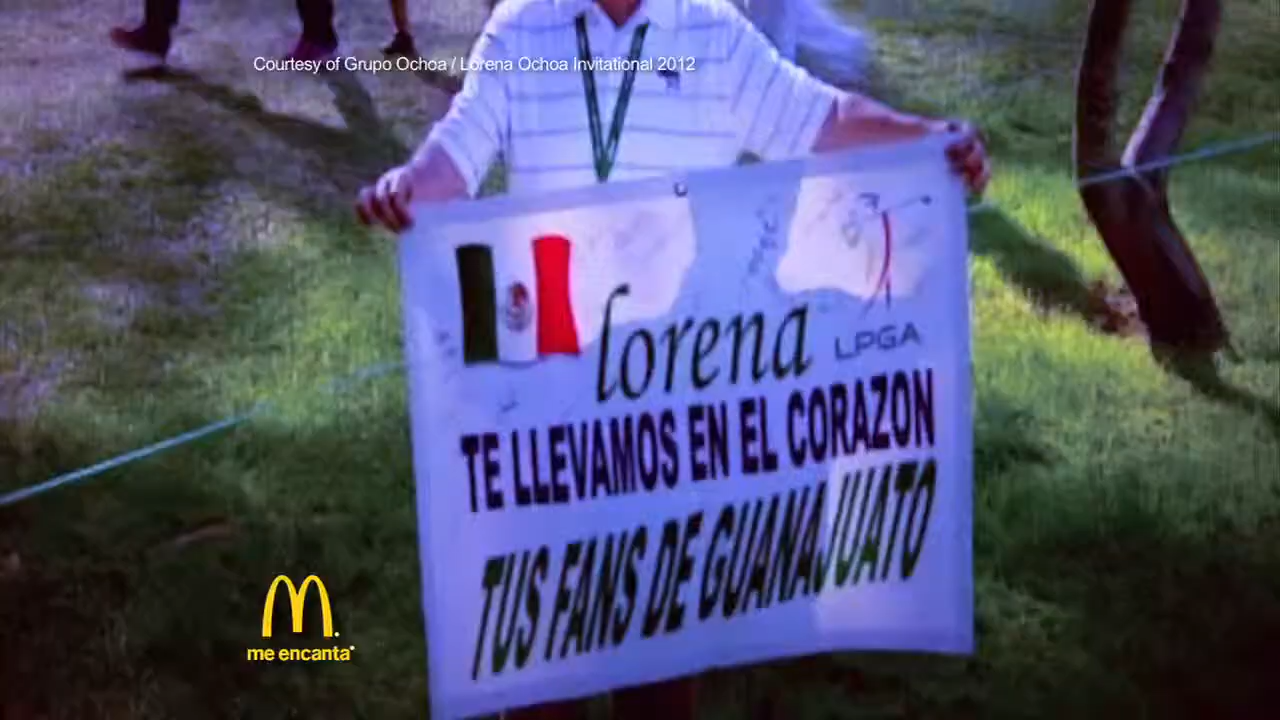 Courtesy of Grupo Ochoa / Lorena Ochoa Invitational 2012
lorena
LPGA
TE LLEVAMOS EN EL CORAZON
TUS FANS DE GUANAJUATO
me encanta